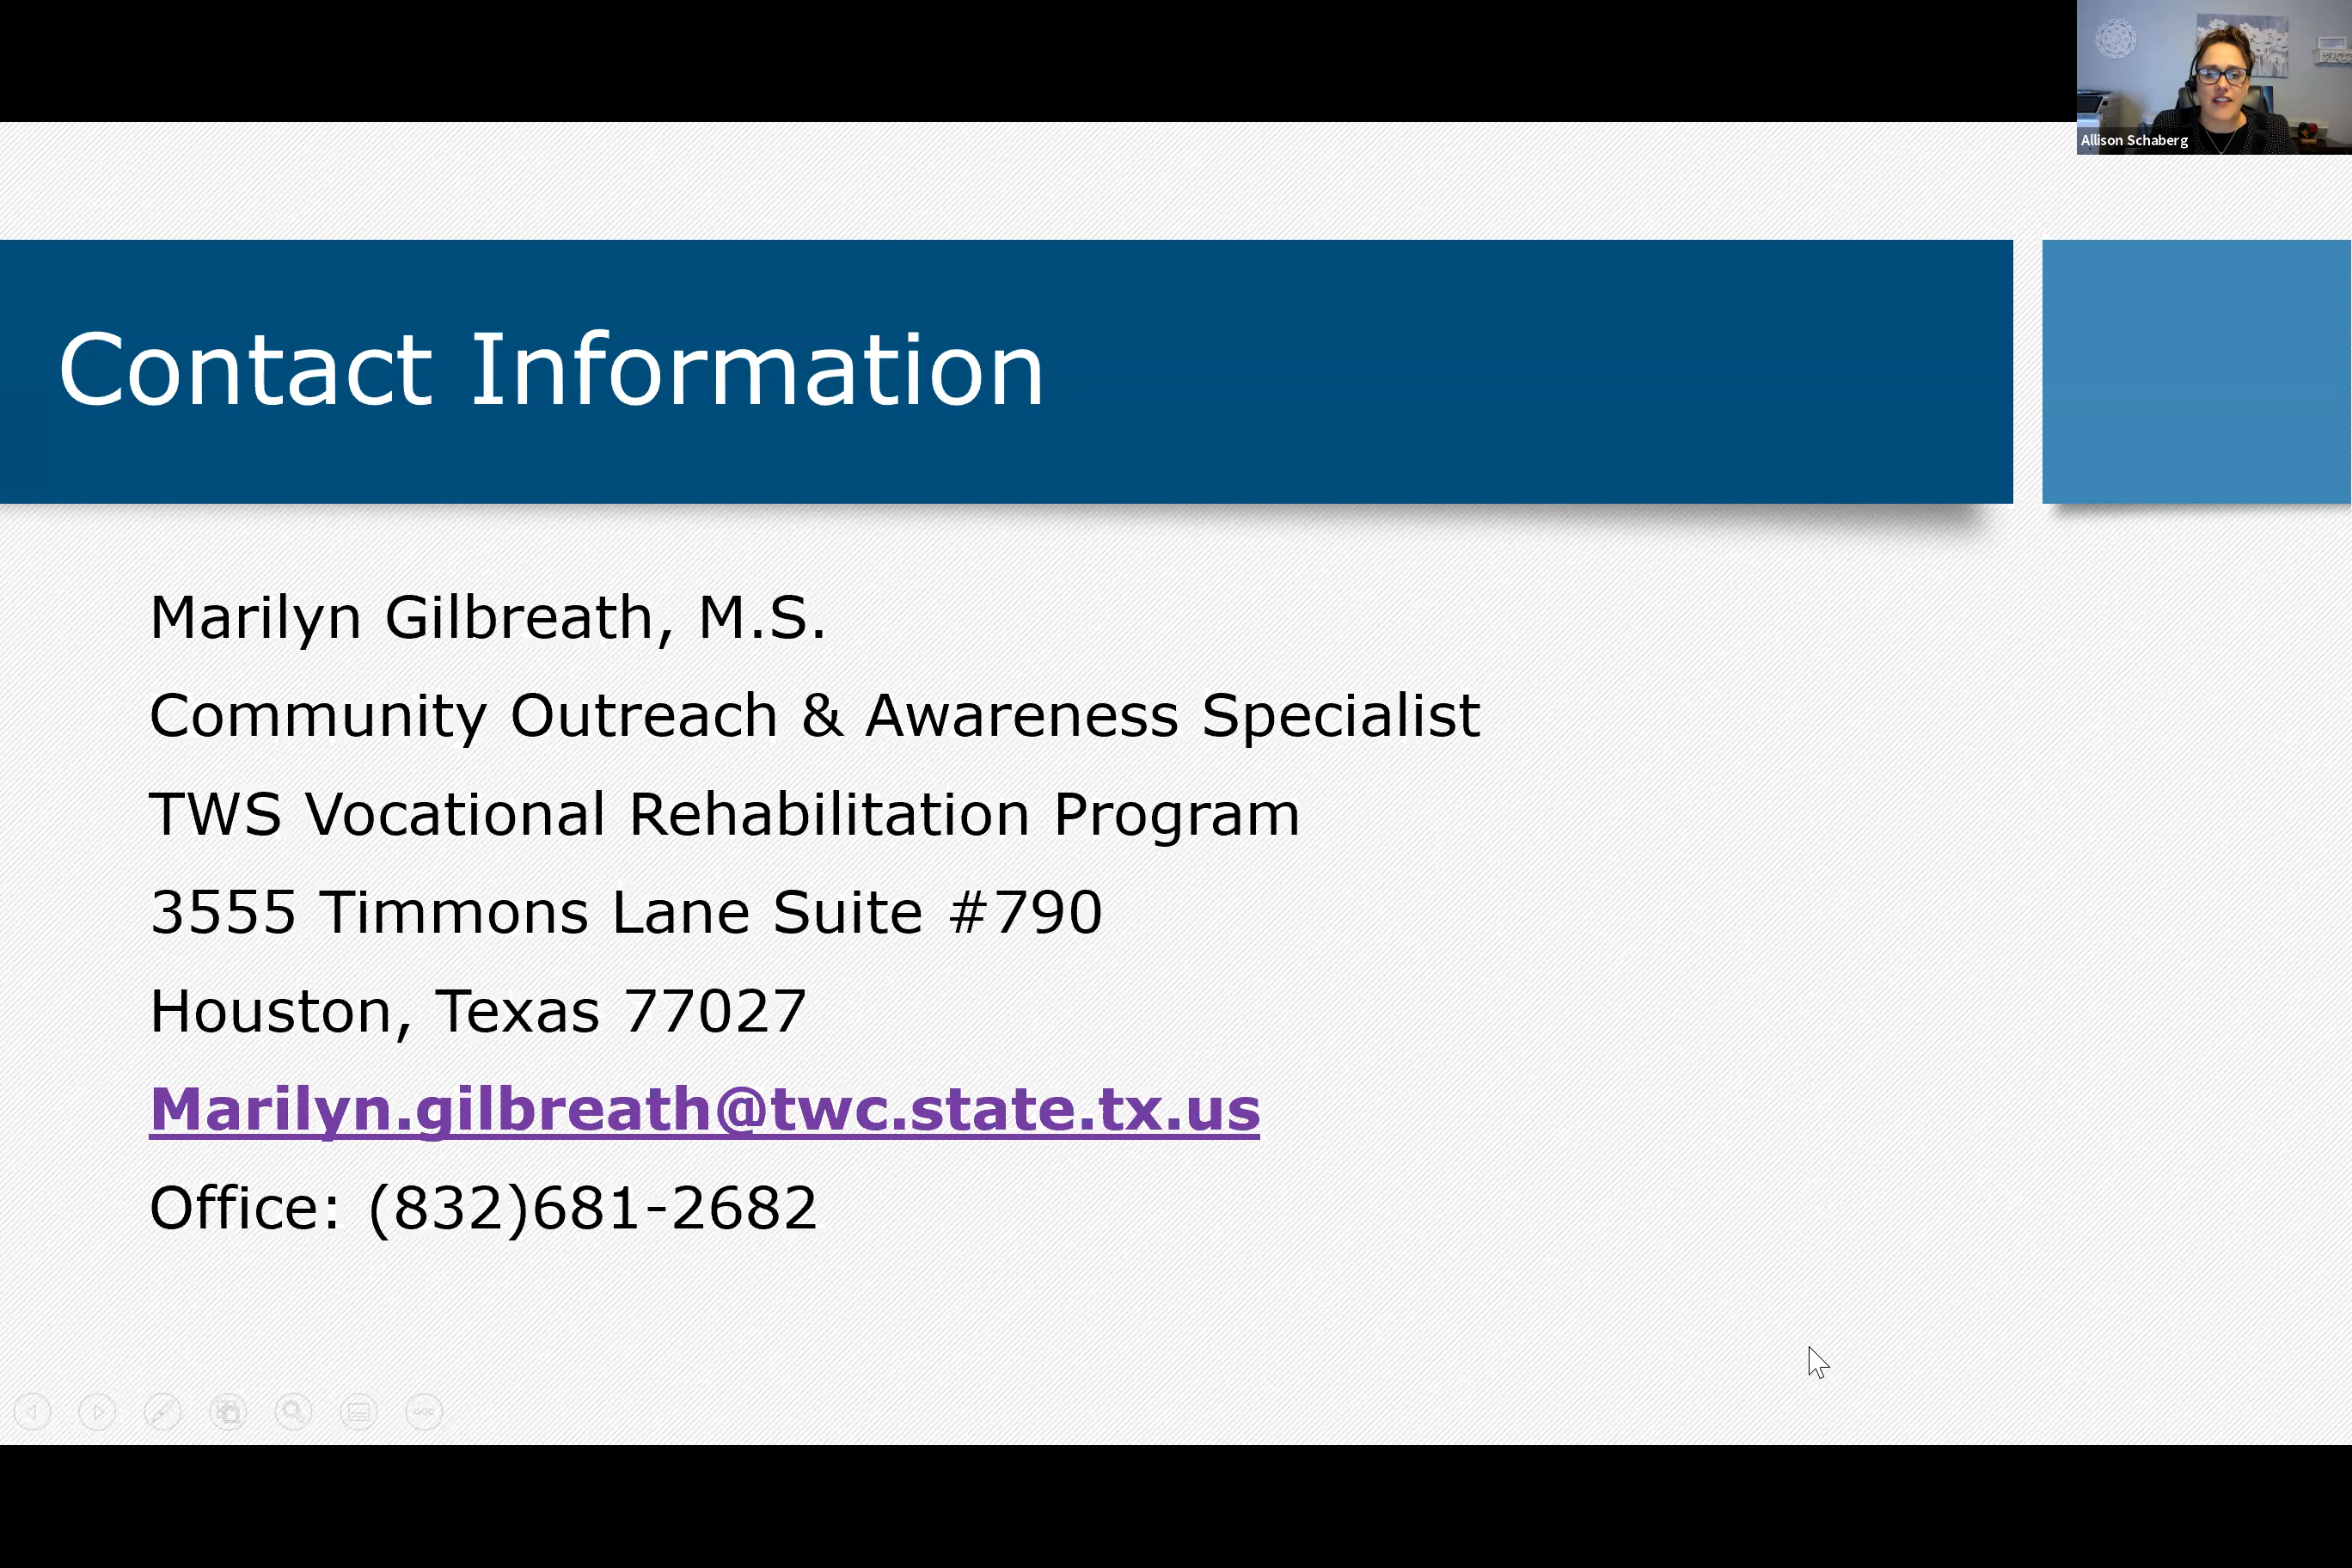 Allison Schaberg
Contact Information
Marilyn Gilbreath, M.S.
Community Outreach & Awareness Specialist
TWS Vocational Rehabilitation Program
3555 Timmons Lane Suite #790
Houston, Texas 77027
Marilyn.gilbreath@twc.state.tx.us
Office: (832)681-2682